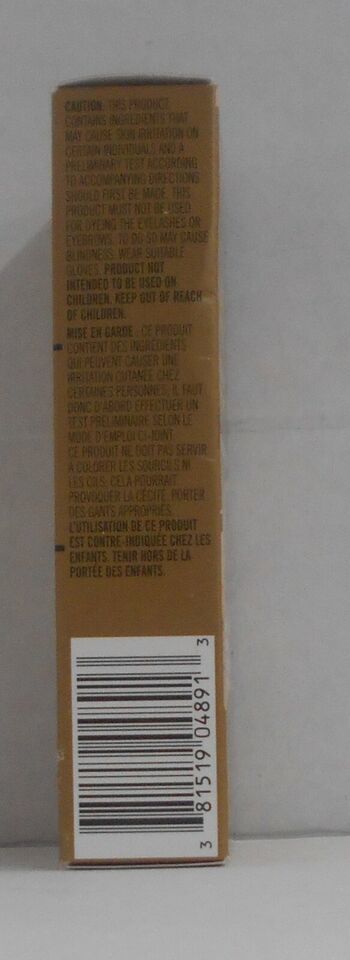 CAUTION: THIS PRODUCT
CONTAINS INGREDIENTS THAT
MAY CAUSE SKIN IRRITATION ON
CERTAIN INDIVIDUALS AND A
PRELIMINARY TEST ACCORDING
TO ACCOMPANYING DIRECTIONS
SHOULD FIRST BE MADE. THIS
PRODUCT MUST NOT BE USED
FOR DYEING THE EYELASHES OR
EYEBROWS. TO DO SO MAY CAUSE
BLINDNESS. WEAR SUITABLE
GLOVES. PRODUCT NOT
INTENDED TO BE USED ON
CHILDREN. KEEP OUT OF REACH
OF CHILDREN.
MISE EN GARDE : CE PRODUIT
CONTIENT DES INGRÉDIENTS
QUI PEUVENT CAUSER UNE
IRRITATION CUTANÉE CHEZ
CERTAINES PERSONNES, IL FAUT
DONC D'ABORD EFFECTUER UN
TEST PRÉLIMINAIRE SELON LE
MODE D'EMPLOI CI-JOINT.
CE PRODUIT NE DOIT PAS SERVIR
À COLORER LES SOURCILS NI
LES CILS; CELA POURRAIT
PROVOQUER LA CÉCITÉ. PORTER
DES GANTS APPROPRIÉS.
L'UTILISATION DE CE PRODUIT
EST CONTRE-INDIQUÉE CHEZ LES
ENFANTS. TENIR HORS DE LA
PORTÉE DES ENFANTS.
3 81519 04891 3